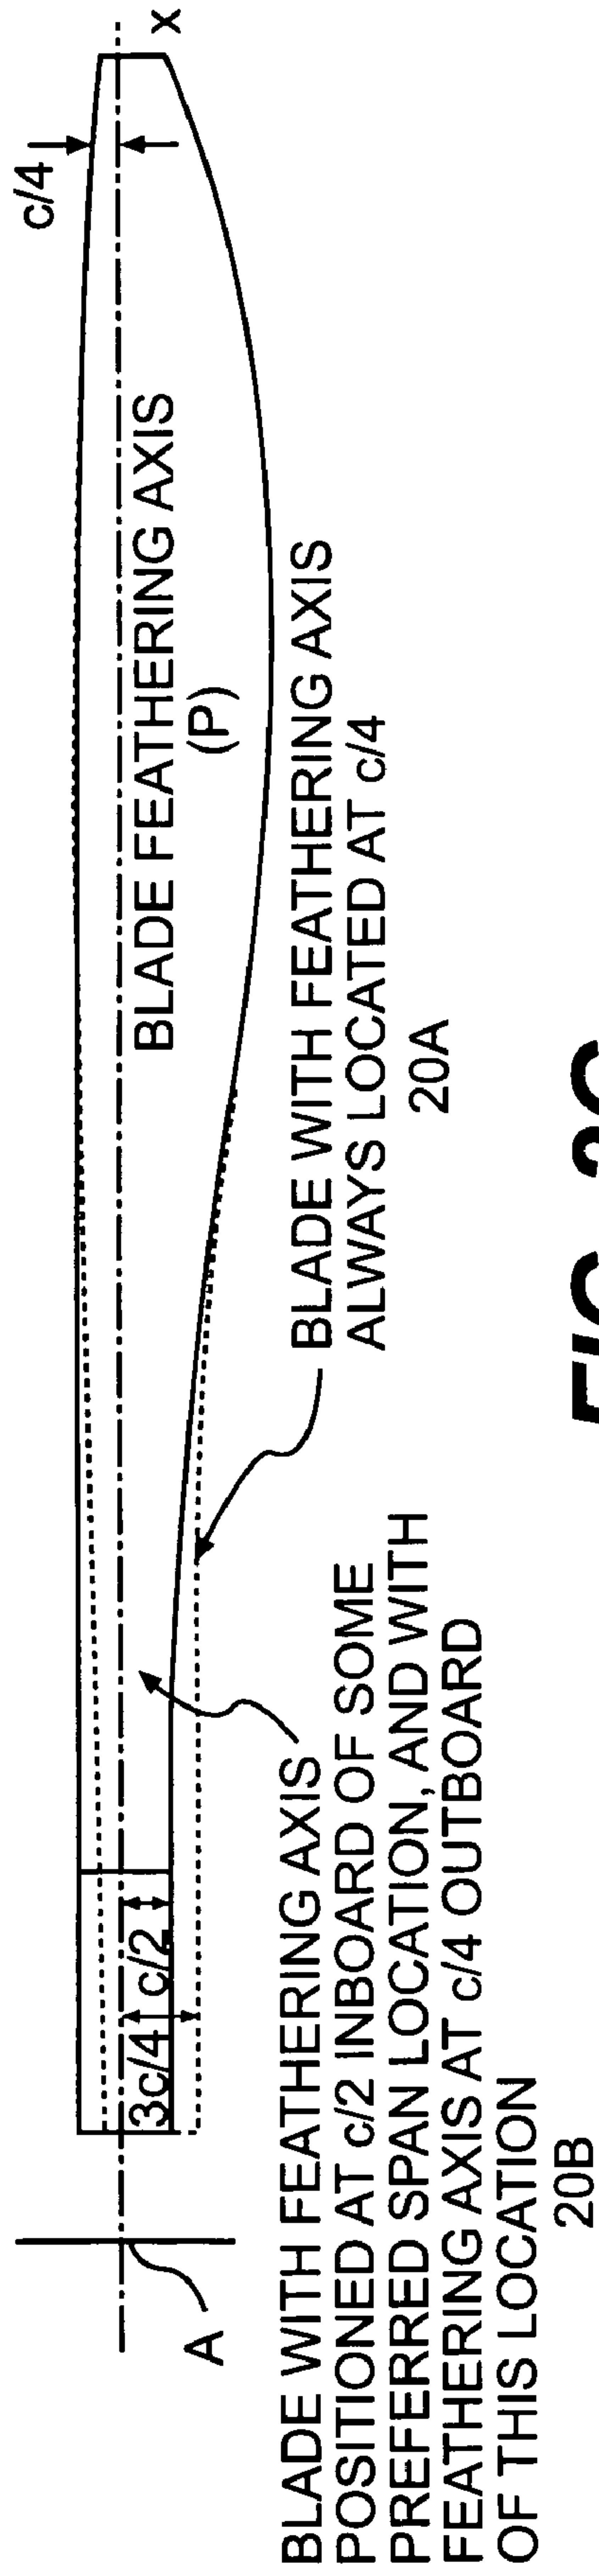 c/4
x
BLADE FEATHERING AXIS
(P)
BLADE WITH FEATHERING AXIS
ALWAYS LOCATED AT c/4
20A
3c/4
c/2
A
BLADE WITH FEATHERING AXIS
POSITIONED AT c/2 INBOARD OF SOME
PREFERRED SPAN LOCATION, AND WITH
FEATHERING AXIS AT c/4 OUTBOARD
OF THIS LOCATION
20B